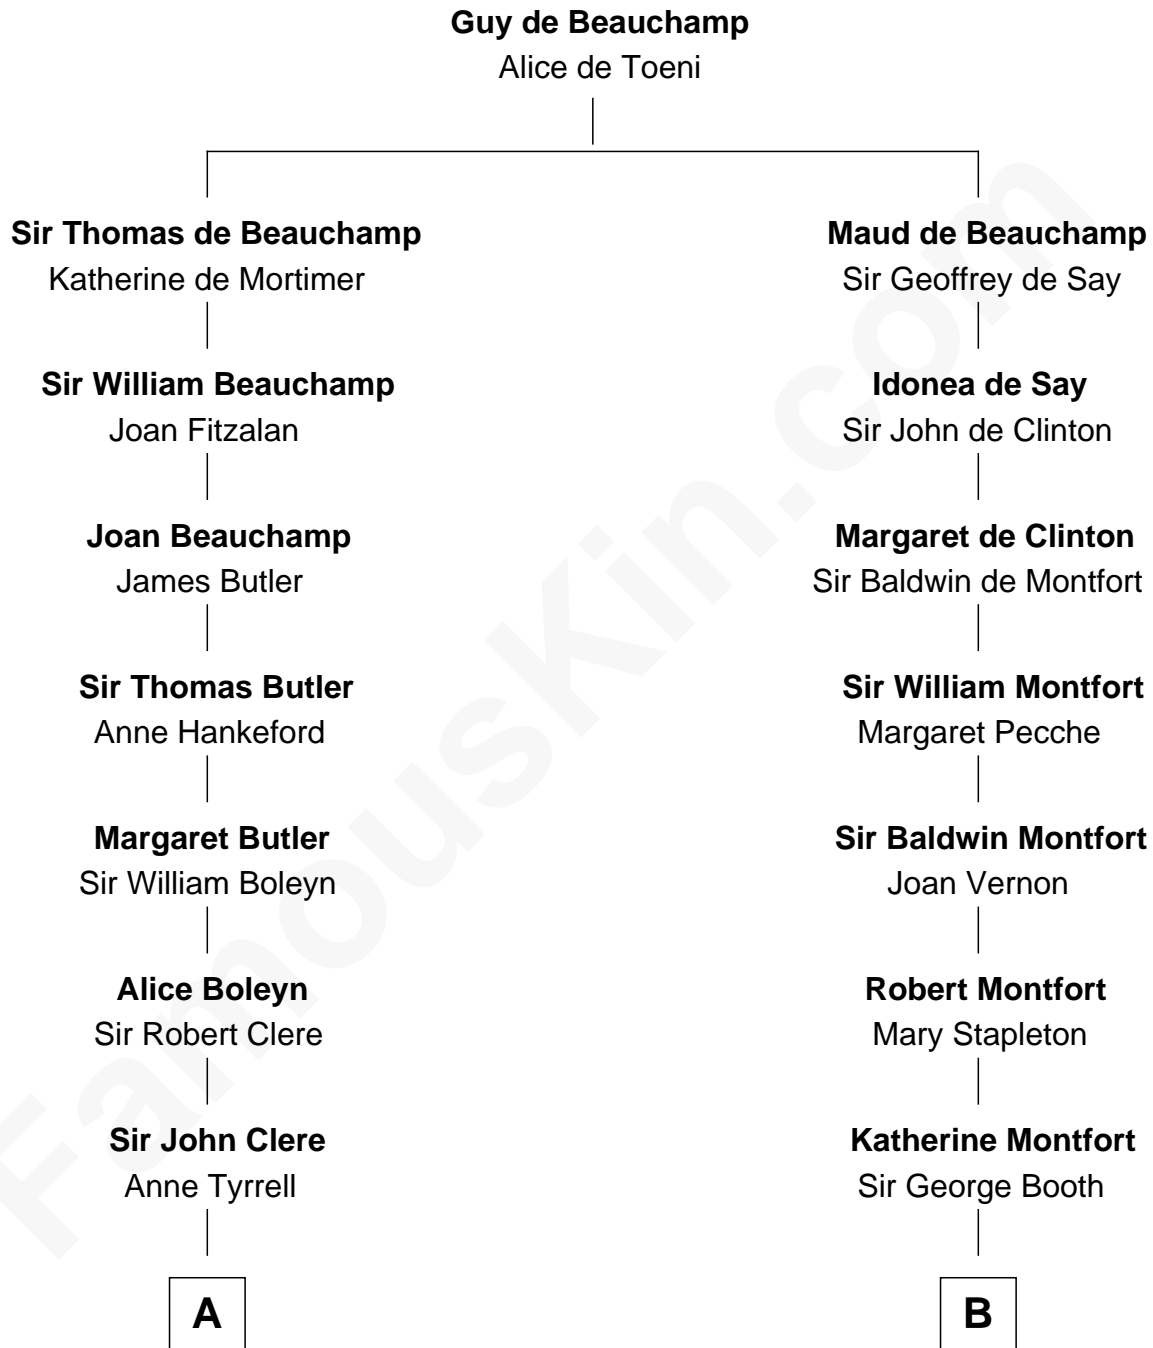 Guy de Beauchamp
Alice de Toeni
Sir Thomas de Beauchamp
Katherine de Mortimer
Maud de Beauchamp
Sir Geoffrey de Say
Sir William Beauchamp
Joan Fitzalan
Idonea de Say
Sir John de Clinton
Joan Beauchamp
James Butler
Margaret de Clinton
Sir Baldwin de Montfort
Sir Thomas Butler
Anne Hankeford
Sir William Montfort
Margaret Pecche
Margaret Butler
Sir William Boleyn
Sir Baldwin Montfort
Joan Vernon
Alice Boleyn
Sir Robert Clere
Robert Montfort
Mary Stapleton
Sir John Clere
Anne Tyrrell
Katherine Montfort
Sir George Booth
A
B
FamousKin.com